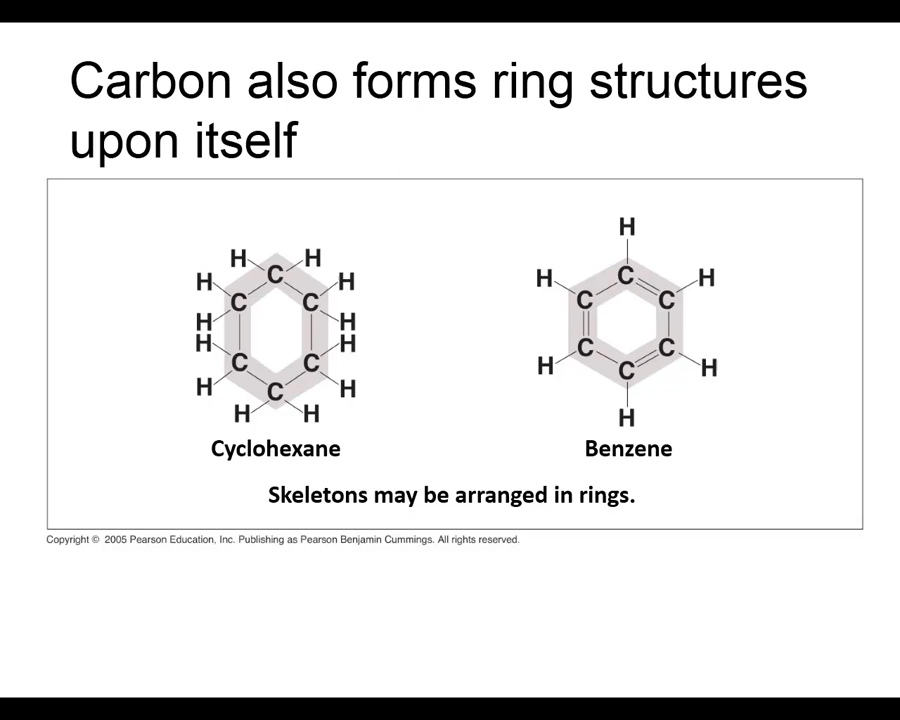 Carbon also forms ring structures
upon itself
H
H H H
H C H
C C
H H
H H
C C
H C H
H H
H
H C H
C C
C C
H C H
H
Cyclohexane Benzene
Skeletons may be arranged in rings.
Copyright © 2005 Pearson Education, Inc. Publishing as Pearson Benjamin Cummings. All rights reserved.